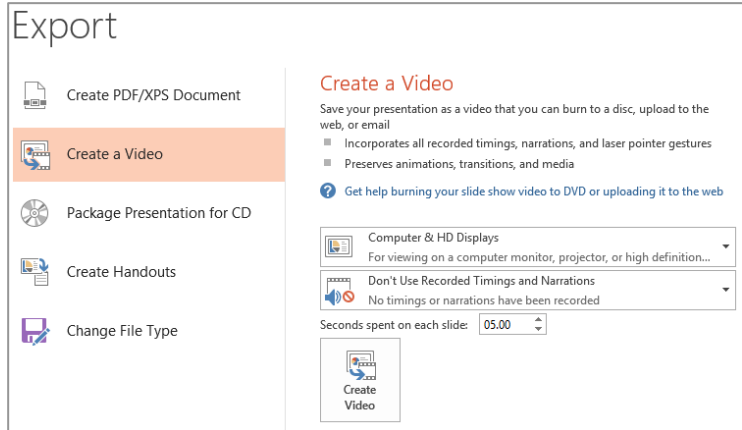 Export
Create PDF/XPS Document
Create a Video
Package Presentation for CD
Create Handouts
Change File Type
Create a Video
Save your presentation as a video that you can burn to a disc, upload to the
web, or email
Incorporates all recorded timings, narrations, and laser pointer gestures
Preserves animations, transitions, and media
Get help burning your slide show video to DVD or uploading it to the web
Computer & HD Displays
For viewing on a computer monitor, projector, or high definition...
Don't Use Recorded Timings and Narrations
No timings or narrations have been recorded
Seconds spent on each slide: 05.00
Create
Video